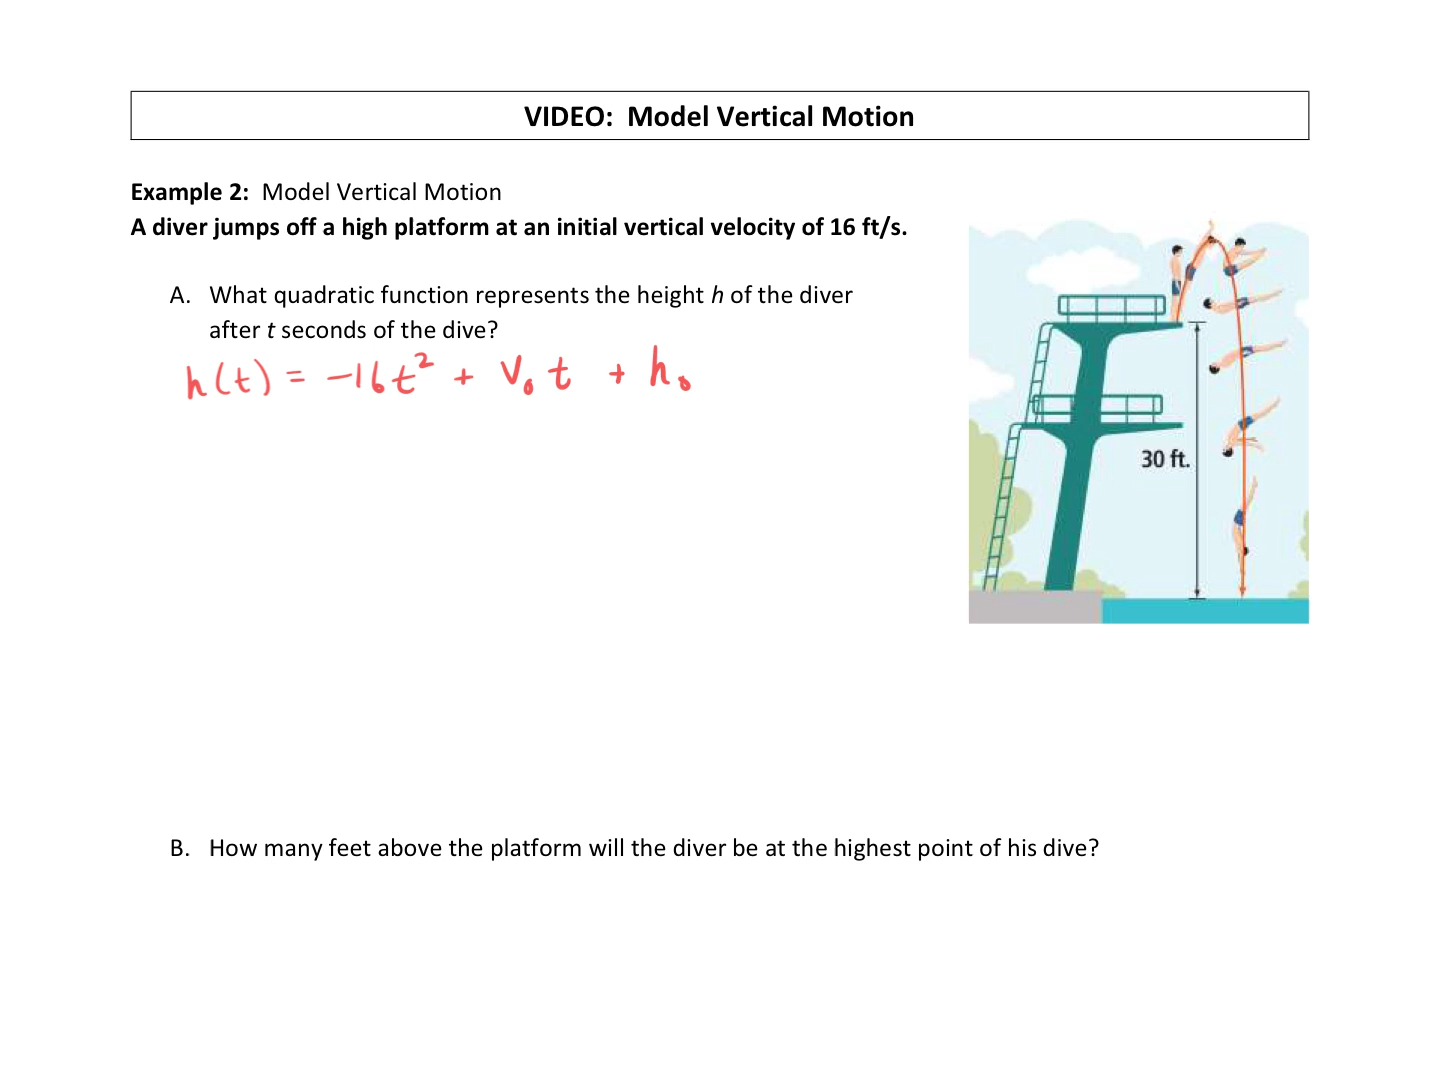 VIDEO: Model Vertical Motion
Example 2: Model Vertical Motion
A diver jumps off a high platform at an initial vertical velocity of 16 ft/s.
A. What quadratic function represents the height h of the diver
after t seconds of the dive?
h(t) = -16t² + v₀t + h₀
30 ft.
B. How many feet above the platform will the diver be at the highest point of his dive?